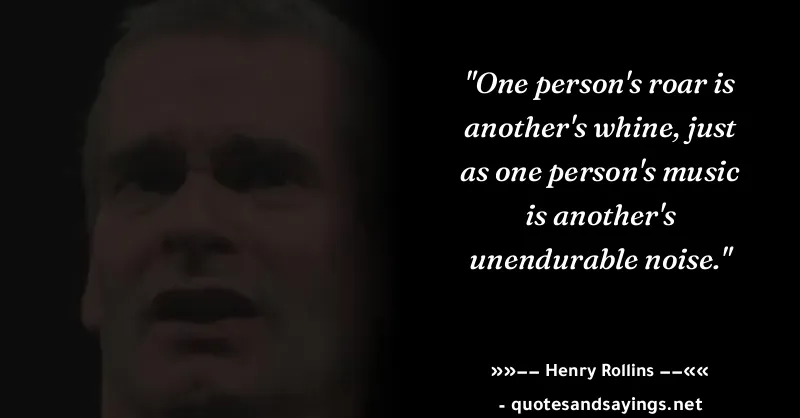 "One person's roar is
another's whine, just
as one person's music
is another's
unendurable noise."
»»—— Henry Rollins ——««
- quotesandsayings.net